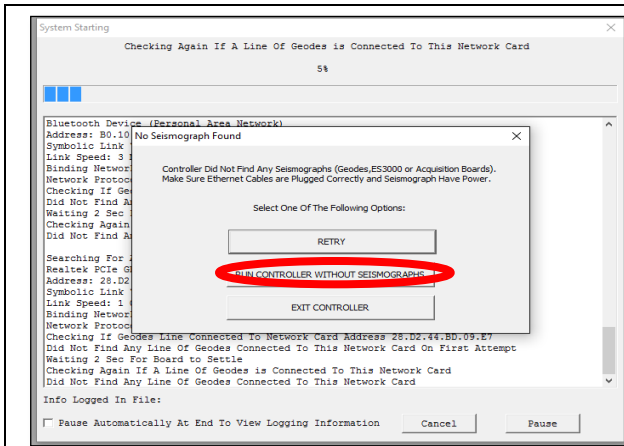 System Starting
Checking Again If A Line Of Geodes is Connected To This Network Card
5%
Bluetooth Device (Personal Area Network)
Address: B0.10
Symbolic Link
Link Speed: 3
Binding Networ
Network Protoc
Checking If Geo
Did Not Find A
Waiting 2 Sec
Checking Again
Did Not Find A
Searching For
Realtek PCIe
Address: 28.D2
Symbolic Link
Link Speed: 1
Binding Networ
Network Protoc
No Seismograph Found
Controller Did Not Find Any Seismographs (Geodes,ES3000 or Acquisition Boards).
Make Sure Ethernet Cables are Plugged Correctly and Seismograph Have Power.
Select One Of The Following Options:
RETRY
RUN CONTROLLER WITHOUT SEISMOGRAPHS
EXIT CONTROLLER
Checking If Geodes Line Connected To Network Card Address 28.D2.44.BD.09.E7
Did Not Find Any Line Of Geodes Connected To This Network Card On First Attempt
Waiting 2 Sec For Board to Settle
Checking Again If A Line Of Geodes is Connected To This Network Card
Did Not Find Any Line Of Geodes Connected To This Network Card
Info Logged In File:
Pause Automatically At End To View Logging Information
Cancel
Pause